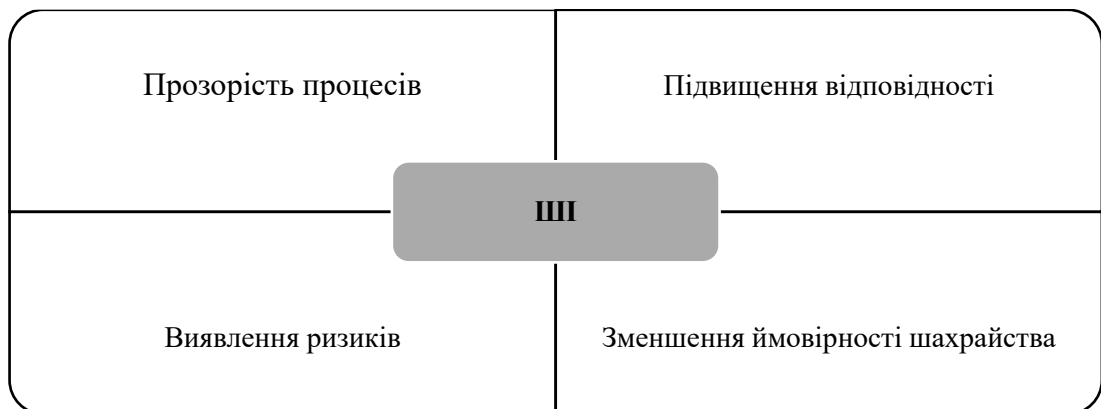 Прозорість процесів
Підвищення відповідності
ШІ
Виявлення ризиків
Зменшення ймовірності шахрайства